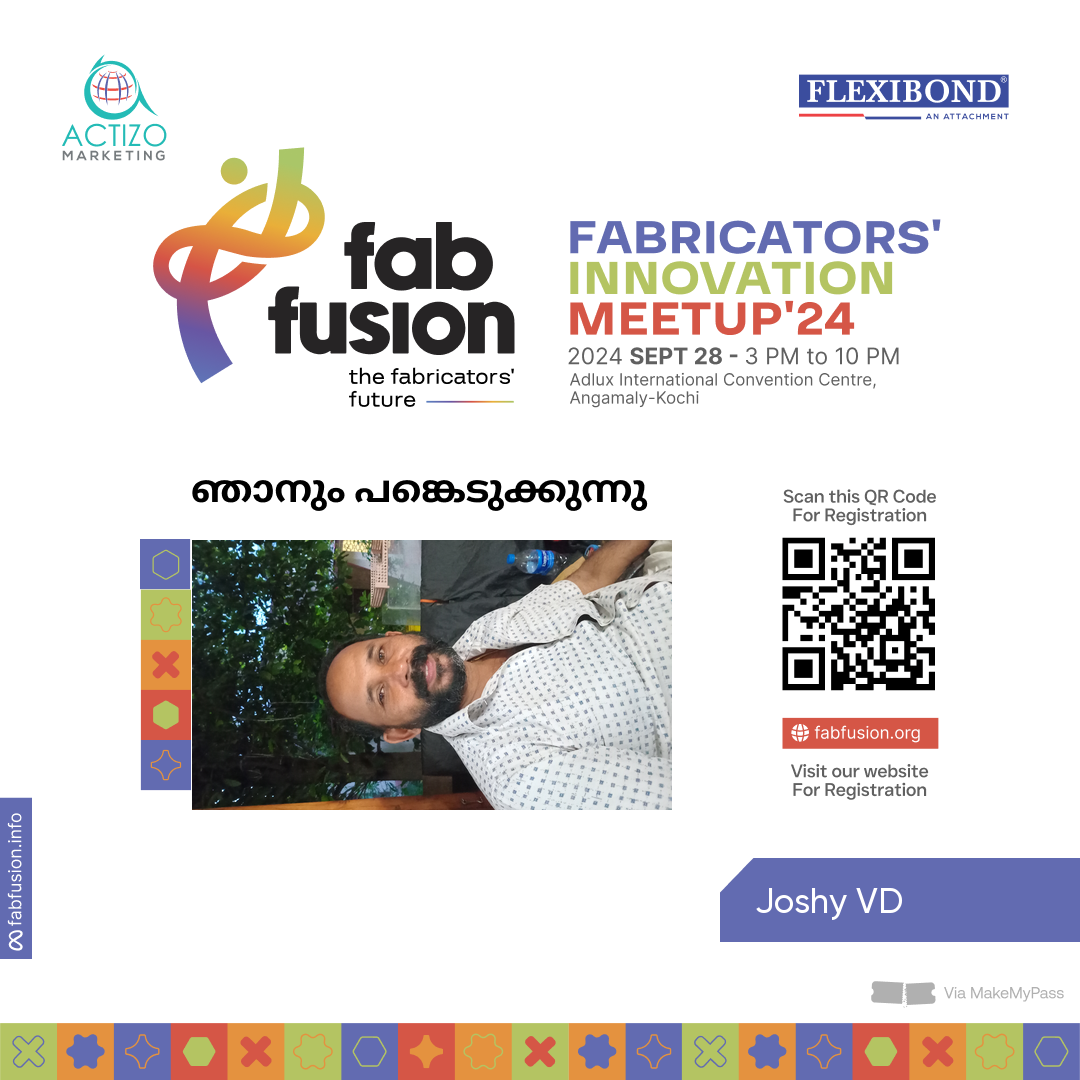 ACTIZO
MARKETING
FLEXIBOND®
AN ATTACHMENT
fab
fusion
the fabricators'
future
FABRICATORS'
INNOVATION
MEETUP'24
2024 SEPT 28 - 3 PM to 10 PM
Adlux International Convention Centre,
Angamaly-Kochi
ഞാനും പങ്കെടുക്കുന്നു
Scan this QR Code
For Registration
fabfusion.org
Visit our website
For Registration
fabfusion.info
Joshy VD
Via MakeMyPass